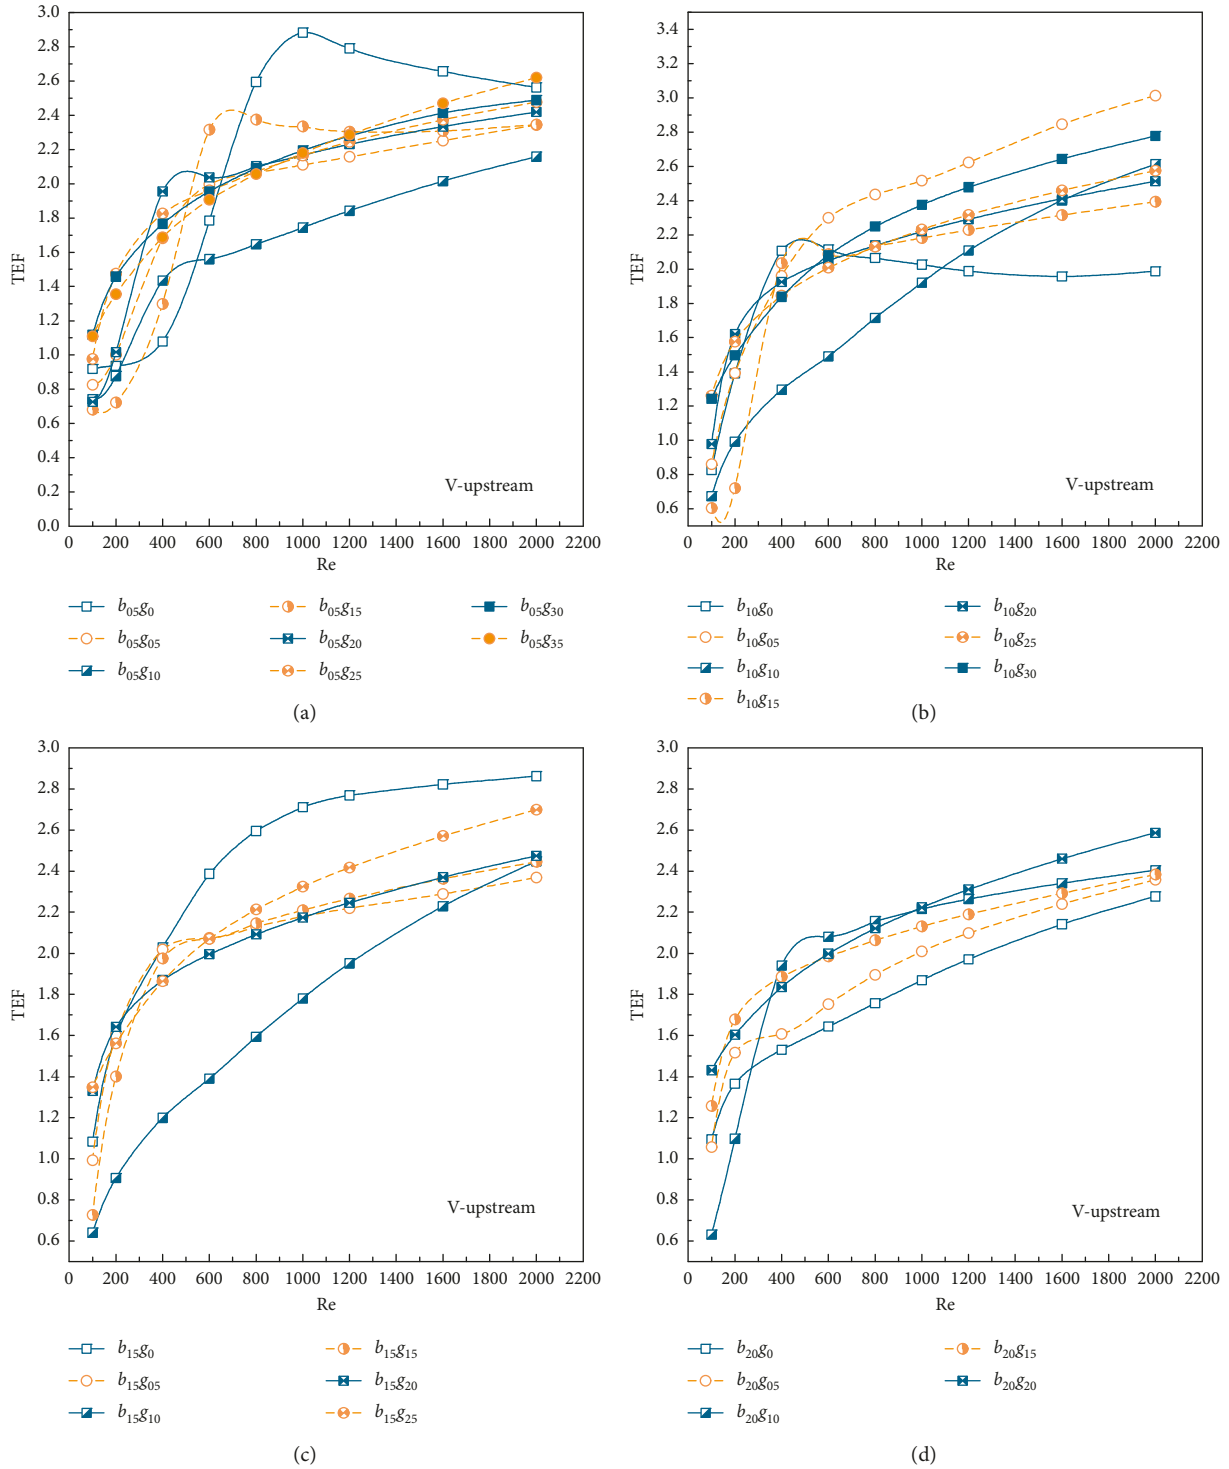 3.0
2.8
2.6
2.4
2.2
2.0
1.8
1.6
1.4
1.2
1.0
0.8
0.6
0.4
0.2
0.0
TEF
V-upstream
0 200 400 600 800 1000 1200 1400 1600 1800 2000 2200
Re
b05g0 b05g15 b05g30
b05g05 b05g20 b05g35
b05g10 b05g25
(a)
3.4
3.2
3.0
2.8
2.6
2.4
2.2
2.0
1.8
1.6
1.4
1.2
1.0
0.8
0.6
TEF
V-upstream
0 200 400 600 800 1000 1200 1400 1600 1800 2000 2200
Re
b10g0 b10g20
b10g05 b10g25
b10g10 b10g30
b10g15
(b)
3.0
2.8
2.6
2.4
2.2
2.0
1.8
1.6
1.4
1.2
1.0
0.8
0.6
TEF
V-upstream
0 200 400 600 800 1000 1200 1400 1600 1800 2000 2200
Re
b15g0 b15g15
b15g05 b15g20
b15g10 b15g25
(c)
3.0
2.8
2.6
2.4
2.2
2.0
1.8
1.6
1.4
1.2
1.0
0.8
0.6
TEF
V-upstream
0 200 400 600 800 1000 1200 1400 1600 1800 2000 2200
Re
b20g0 b20g15
b20g05 b20g20
b20g10
(d)